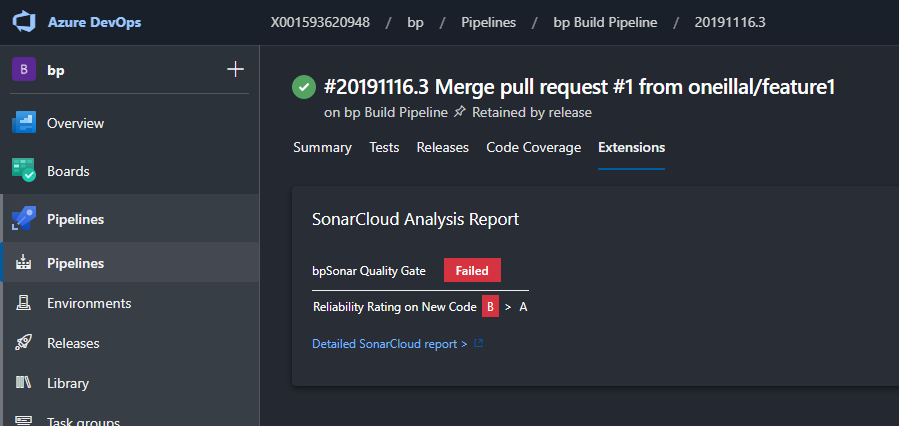 Azure DevOps
X001593620948 / bp / Pipelines / bp Build Pipeline / 20191116.3
B bp
#20191116.3 Merge pull request #1 from oneillal/feature1
on bp Build Pipeline Retained by release
Overview
Boards
Pipelines
Pipelines
Environments
Releases
Library
Task groups
Summary Tests Releases Code Coverage Extensions
SonarCloud Analysis Report
bpSonar Quality Gate Failed
Reliability Rating on New Code B > A
Detailed SonarCloud report >